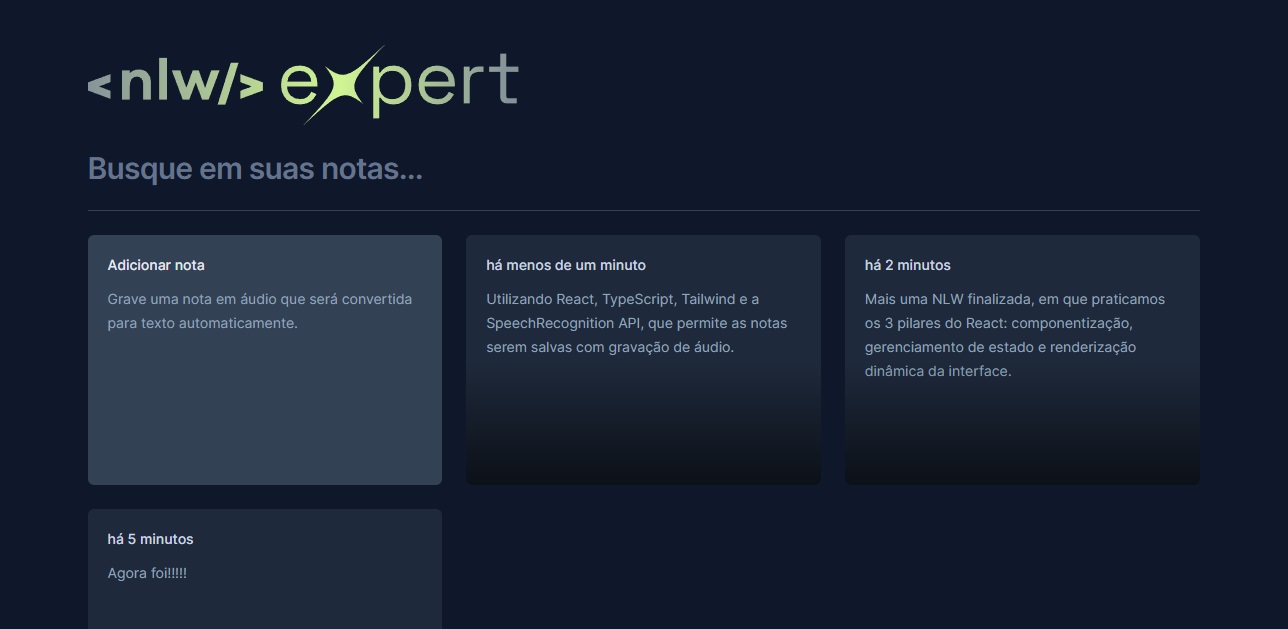 <nlw/> expert
Busque em suas notas...
Adicionar nota
Grave uma nota em áudio que será convertida
para texto automaticamente.
há menos de um minuto
Utilizando React, TypeScript, Tailwind e a
SpeechRecognition API, que permite as notas
serem salvas com gravação de áudio.
há 2 minutos
Mais uma NLW finalizada, em que praticamos
os 3 pilares do React: componentização,
gerenciamento de estado e renderização
dinâmica da interface.
há 5 minutos
Agora foi!!!!!